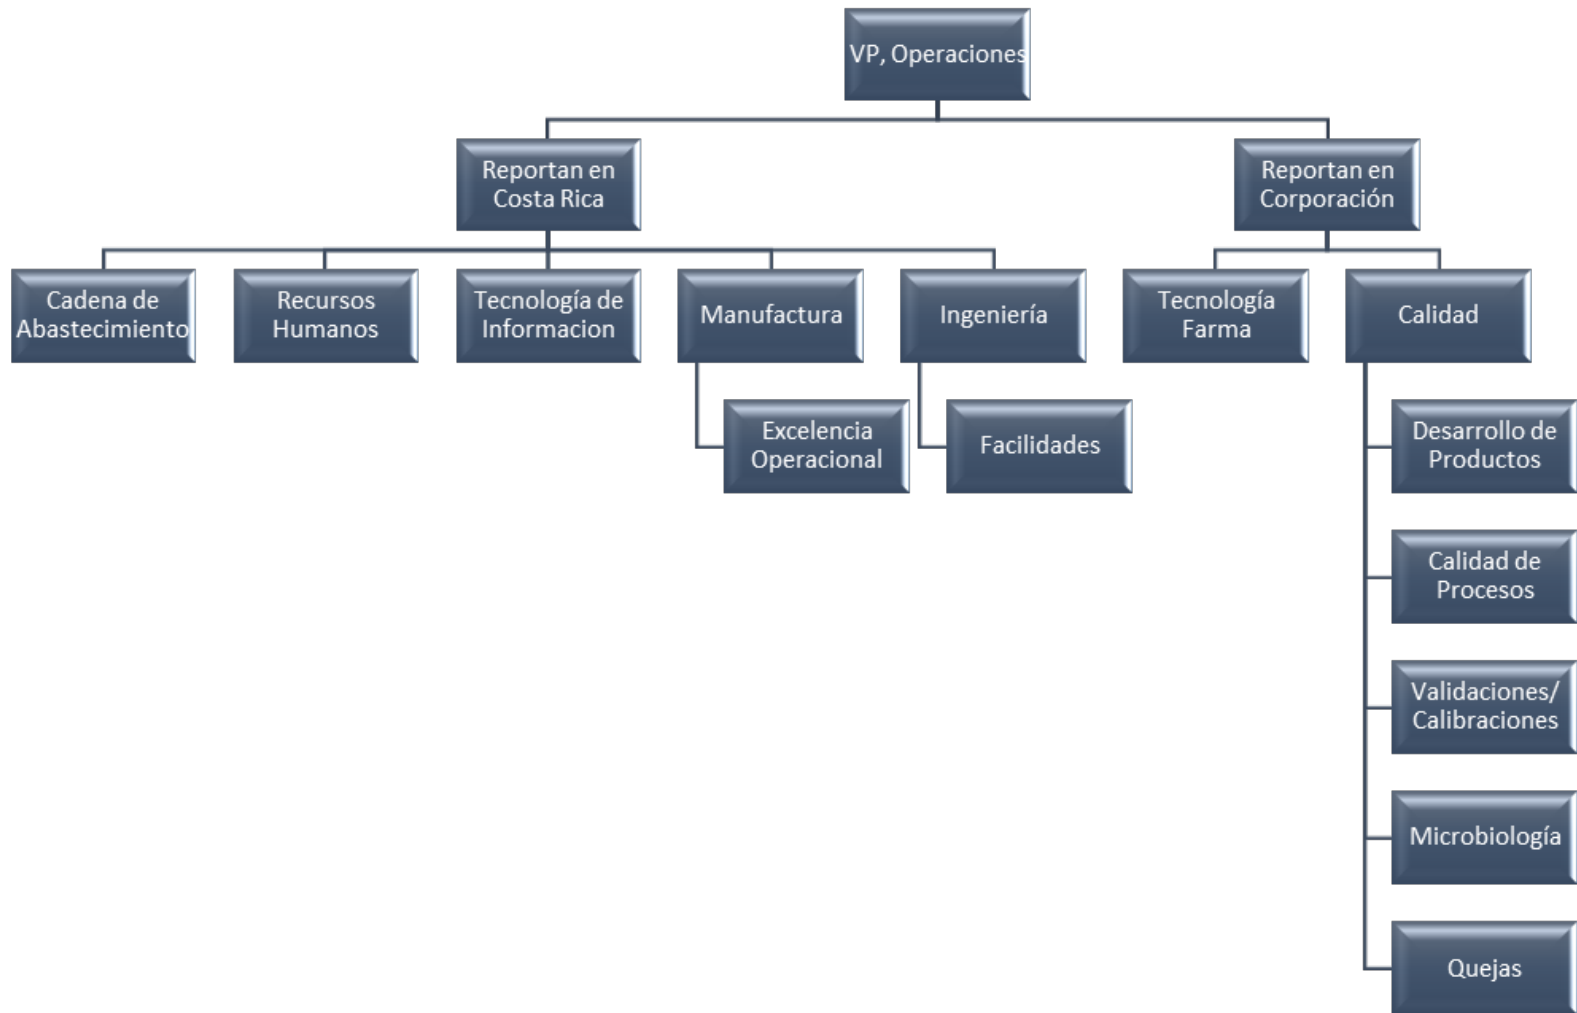 VP, Operaciones
Reportan en
Costa Rica
Reportan en
Corporación
Cadena de
Abastecimiento
Recursos
Humanos
Tecnología de
Informacion
Manufactura
Ingeniería
Tecnología
Farma
Calidad
Excelencia
Operacional
Facilidades
Desarrollo de
Productos
Calidad de
Procesos
Validaciones/
Calibraciones
Microbiología
Quejas